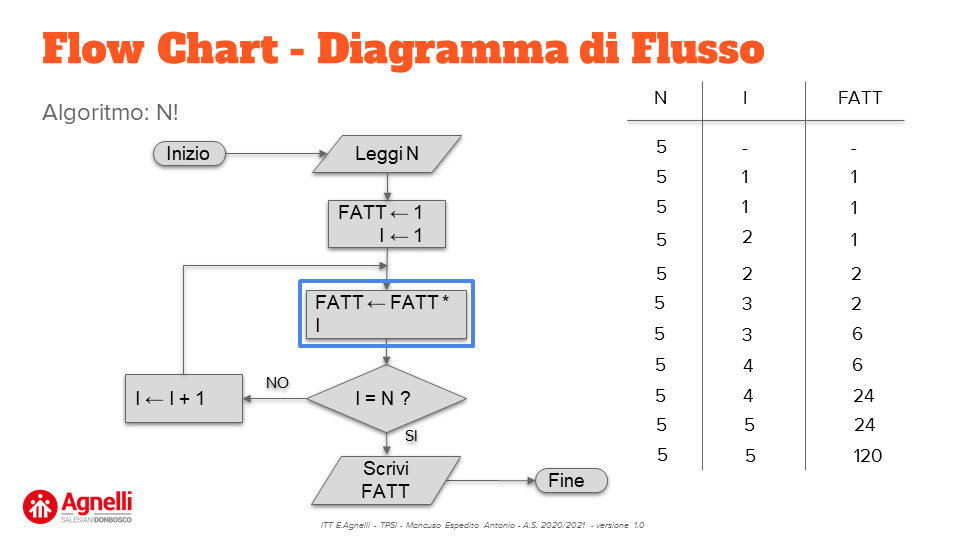 Flow Chart - Diagramma di Flusso
Algoritmo: N!
Inizio
Leggi N
FATT ← 1
I ← 1
FATT ← FATT *
I
I = N ?
NO
I ← I + 1
SI
Scrivi
FATT
Fine
N I FATT
5 - -
5 1 1
5 1 1
5 2 1
5 2 2
5 3 2
5 3 6
5 4 6
5 4 24
5 5 24
5 5 120
Agnelli
SALESIANIDONBOSCO
ITT E.Agnelli - TPSI - Mancuso Espedito Antonio - A.S. 2020/2021 - versione 1.0